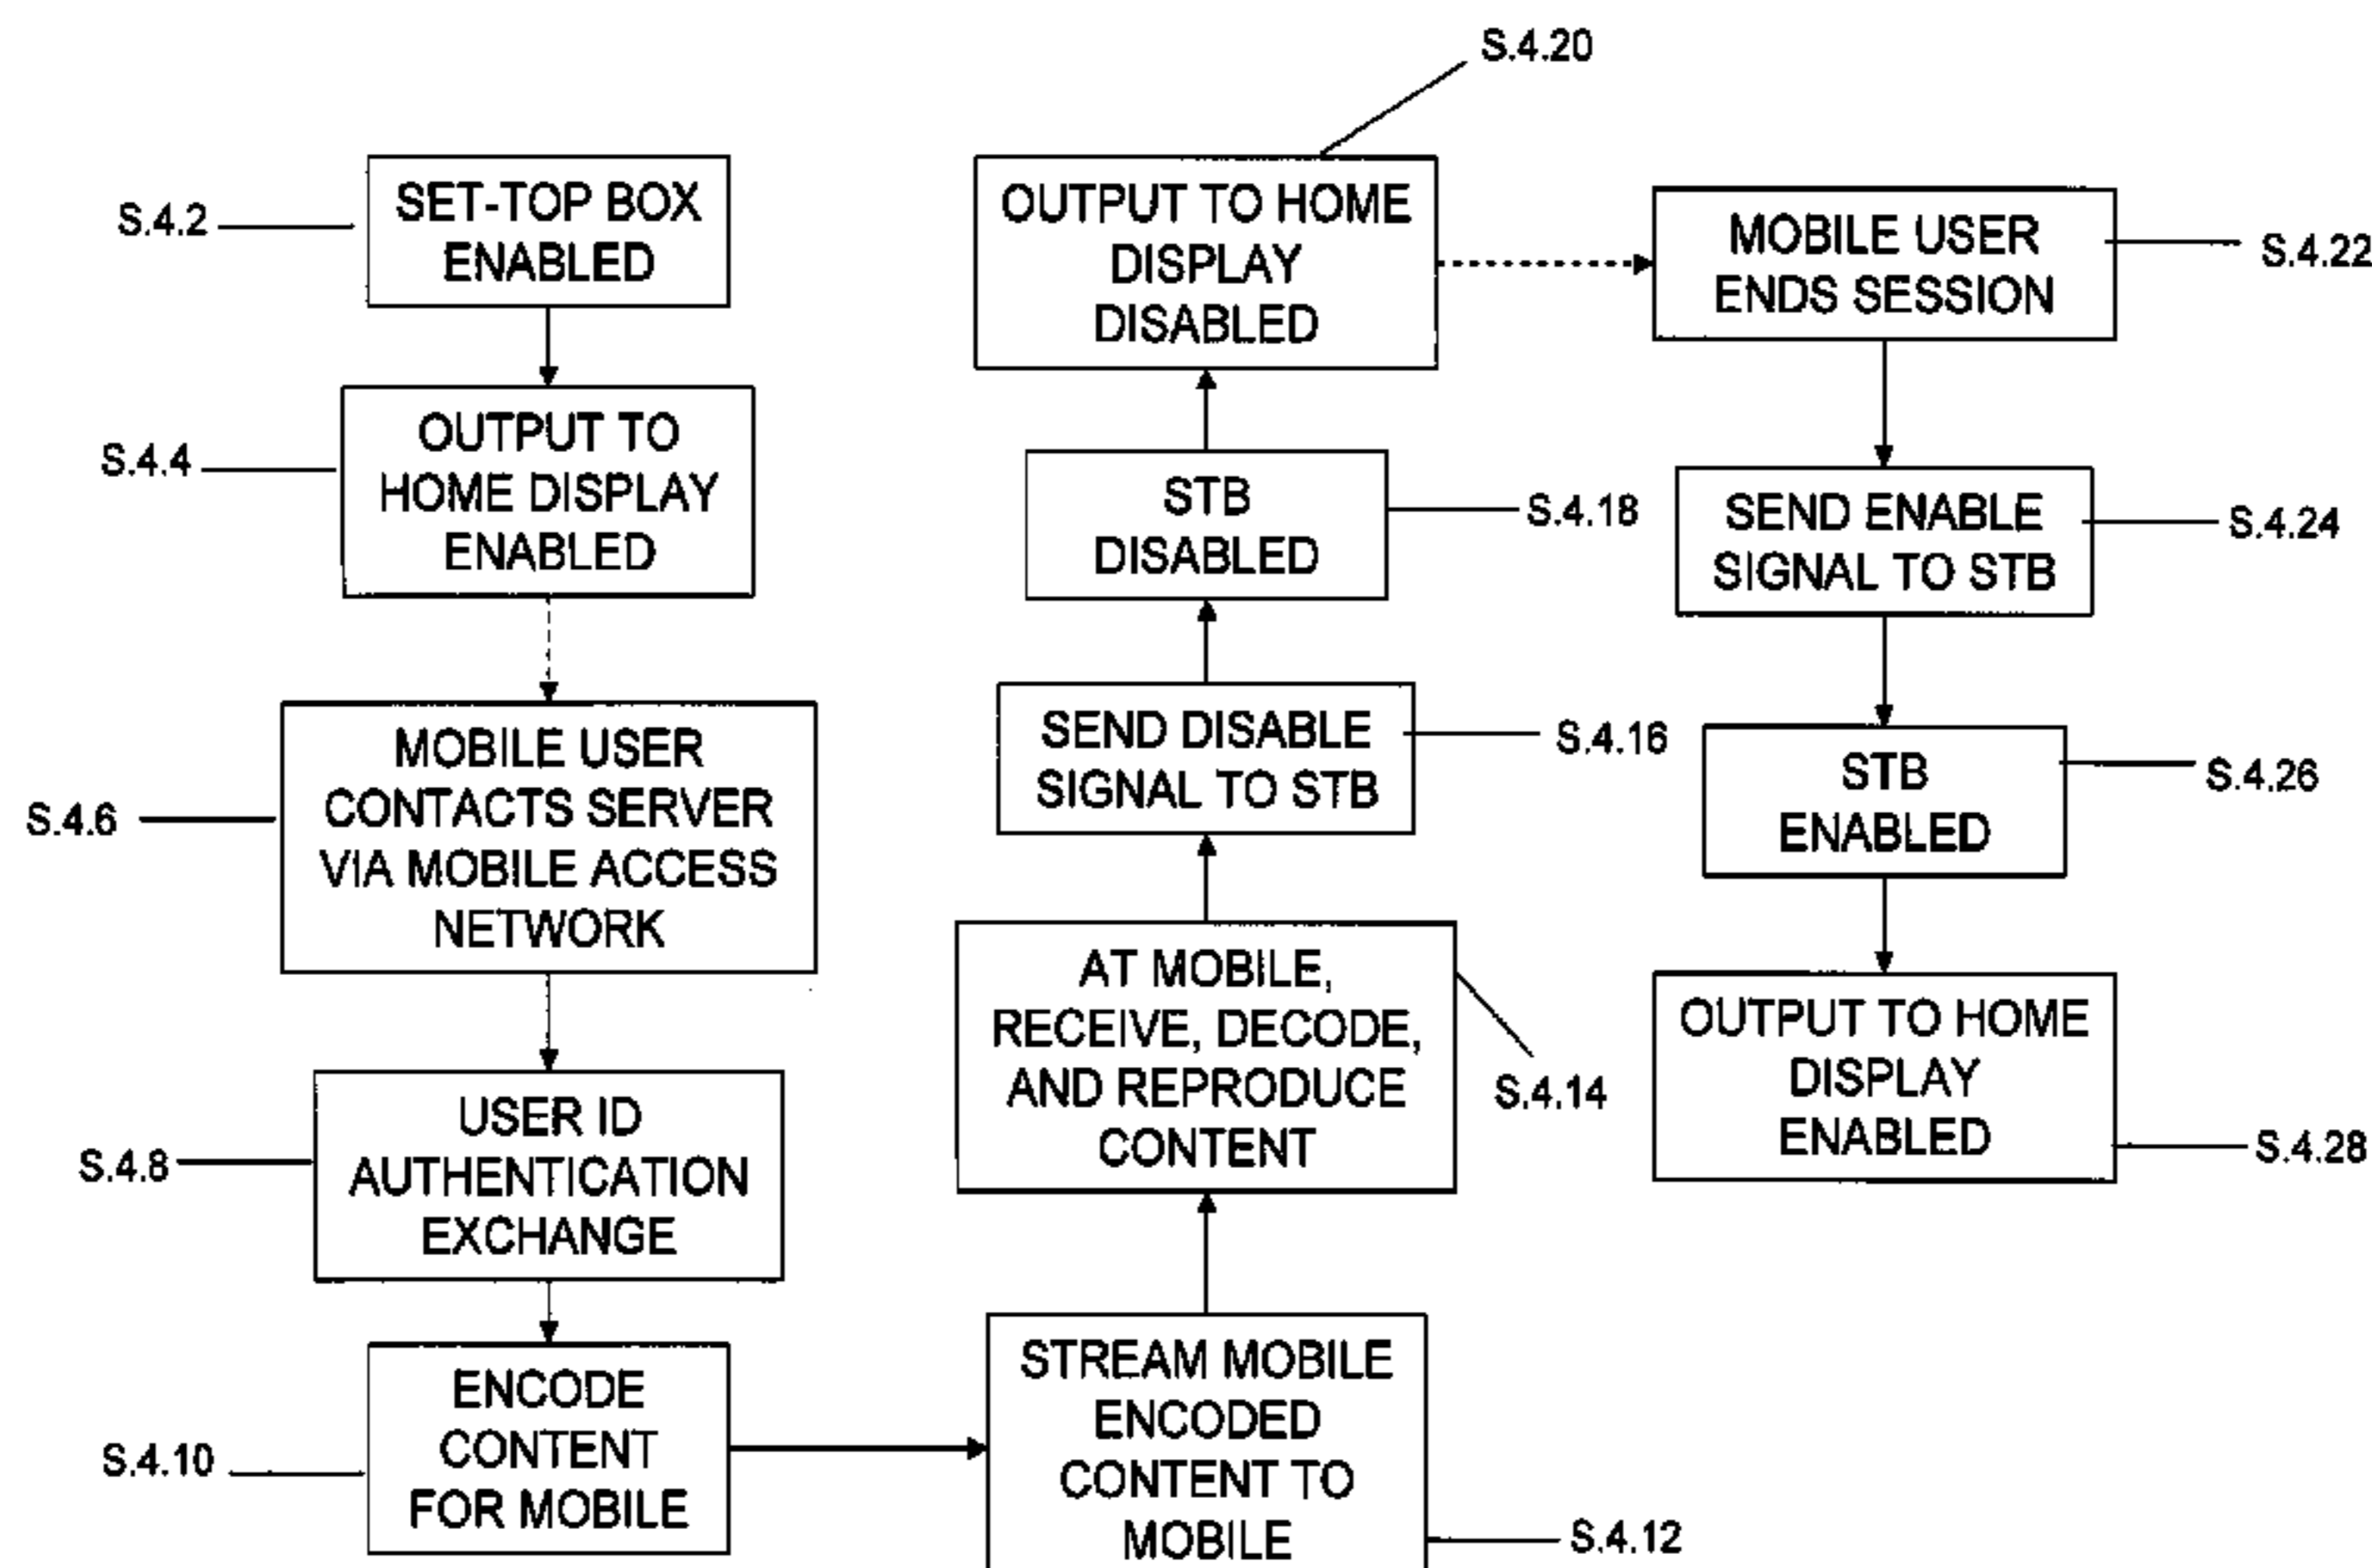 S.4.2
SET-TOP BOX
ENABLED
S.4.4
OUTPUT TO
HOME DISPLAY
ENABLED
S.4.6
MOBILE USER
CONTACTS SERVER
VIA MOBILE ACCESS
NETWORK
S.4.8
USER ID
AUTHENTICATION
EXCHANGE
S.4.10
ENCODE
CONTENT
FOR MOBILE
STREAM MOBILE
ENCODED
CONTENT TO
MOBILE
S.4.12
AT MOBILE,
RECEIVE, DECODE,
AND REPRODUCE
CONTENT
S.4.14
SEND DISABLE
SIGNAL TO STB
S.4.16
STB
DISABLED
S.4.18
S.4.20
OUTPUT TO HOME
DISPLAY
DISABLED
MOBILE USER
ENDS SESSION
S.4.22
SEND ENABLE
SIGNAL TO STB
S.4.24
STB
ENABLED
S.4.26
OUTPUT TO HOME
DISPLAY
ENABLED
S.4.28